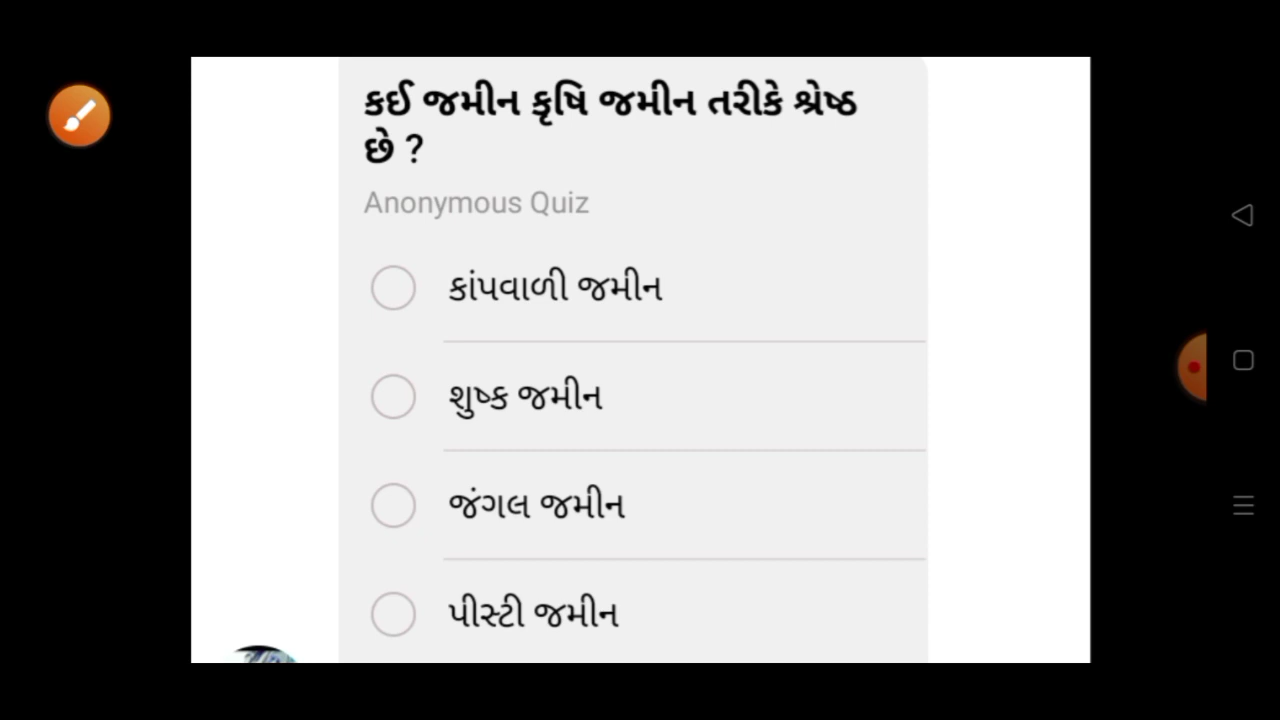 કઈ જમીન કૃષિ જમીન તરીકે શ્રેષ્ઠ
છે ?
Anonymous Quiz
કાંપવાળી જમીન
શુષ્ક જમીન
જંગલ જમીન
પીસ્ટી જમીન